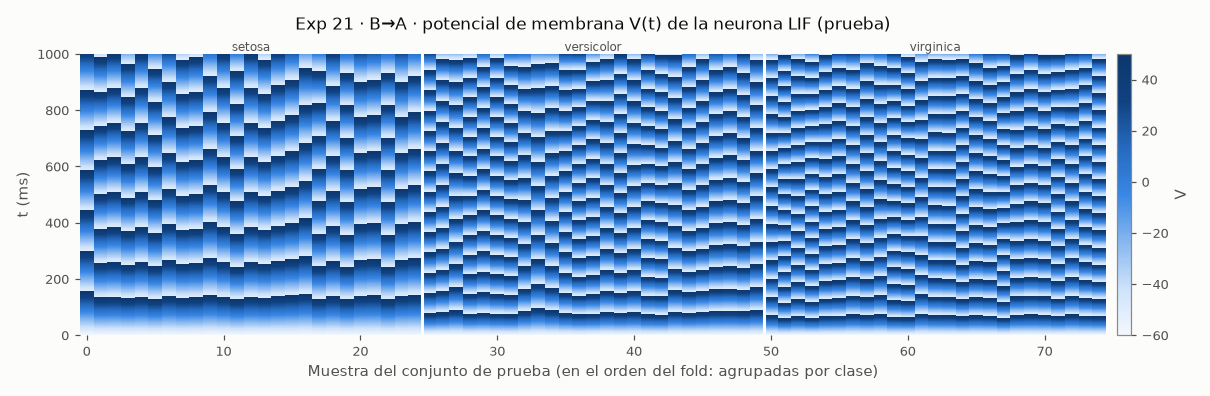 Exp 21 · B→A · potencial de membrana V(t) de la neurona LIF (prueba)
setosa versicolor virginica
1000
800
600
400
200
0
t (ms)
0 10 20 30 40 50 60 70
Muestra del conjunto de prueba (en el orden del fold: agrupadas por clase)
40
20
0
−20
−40
−60
V